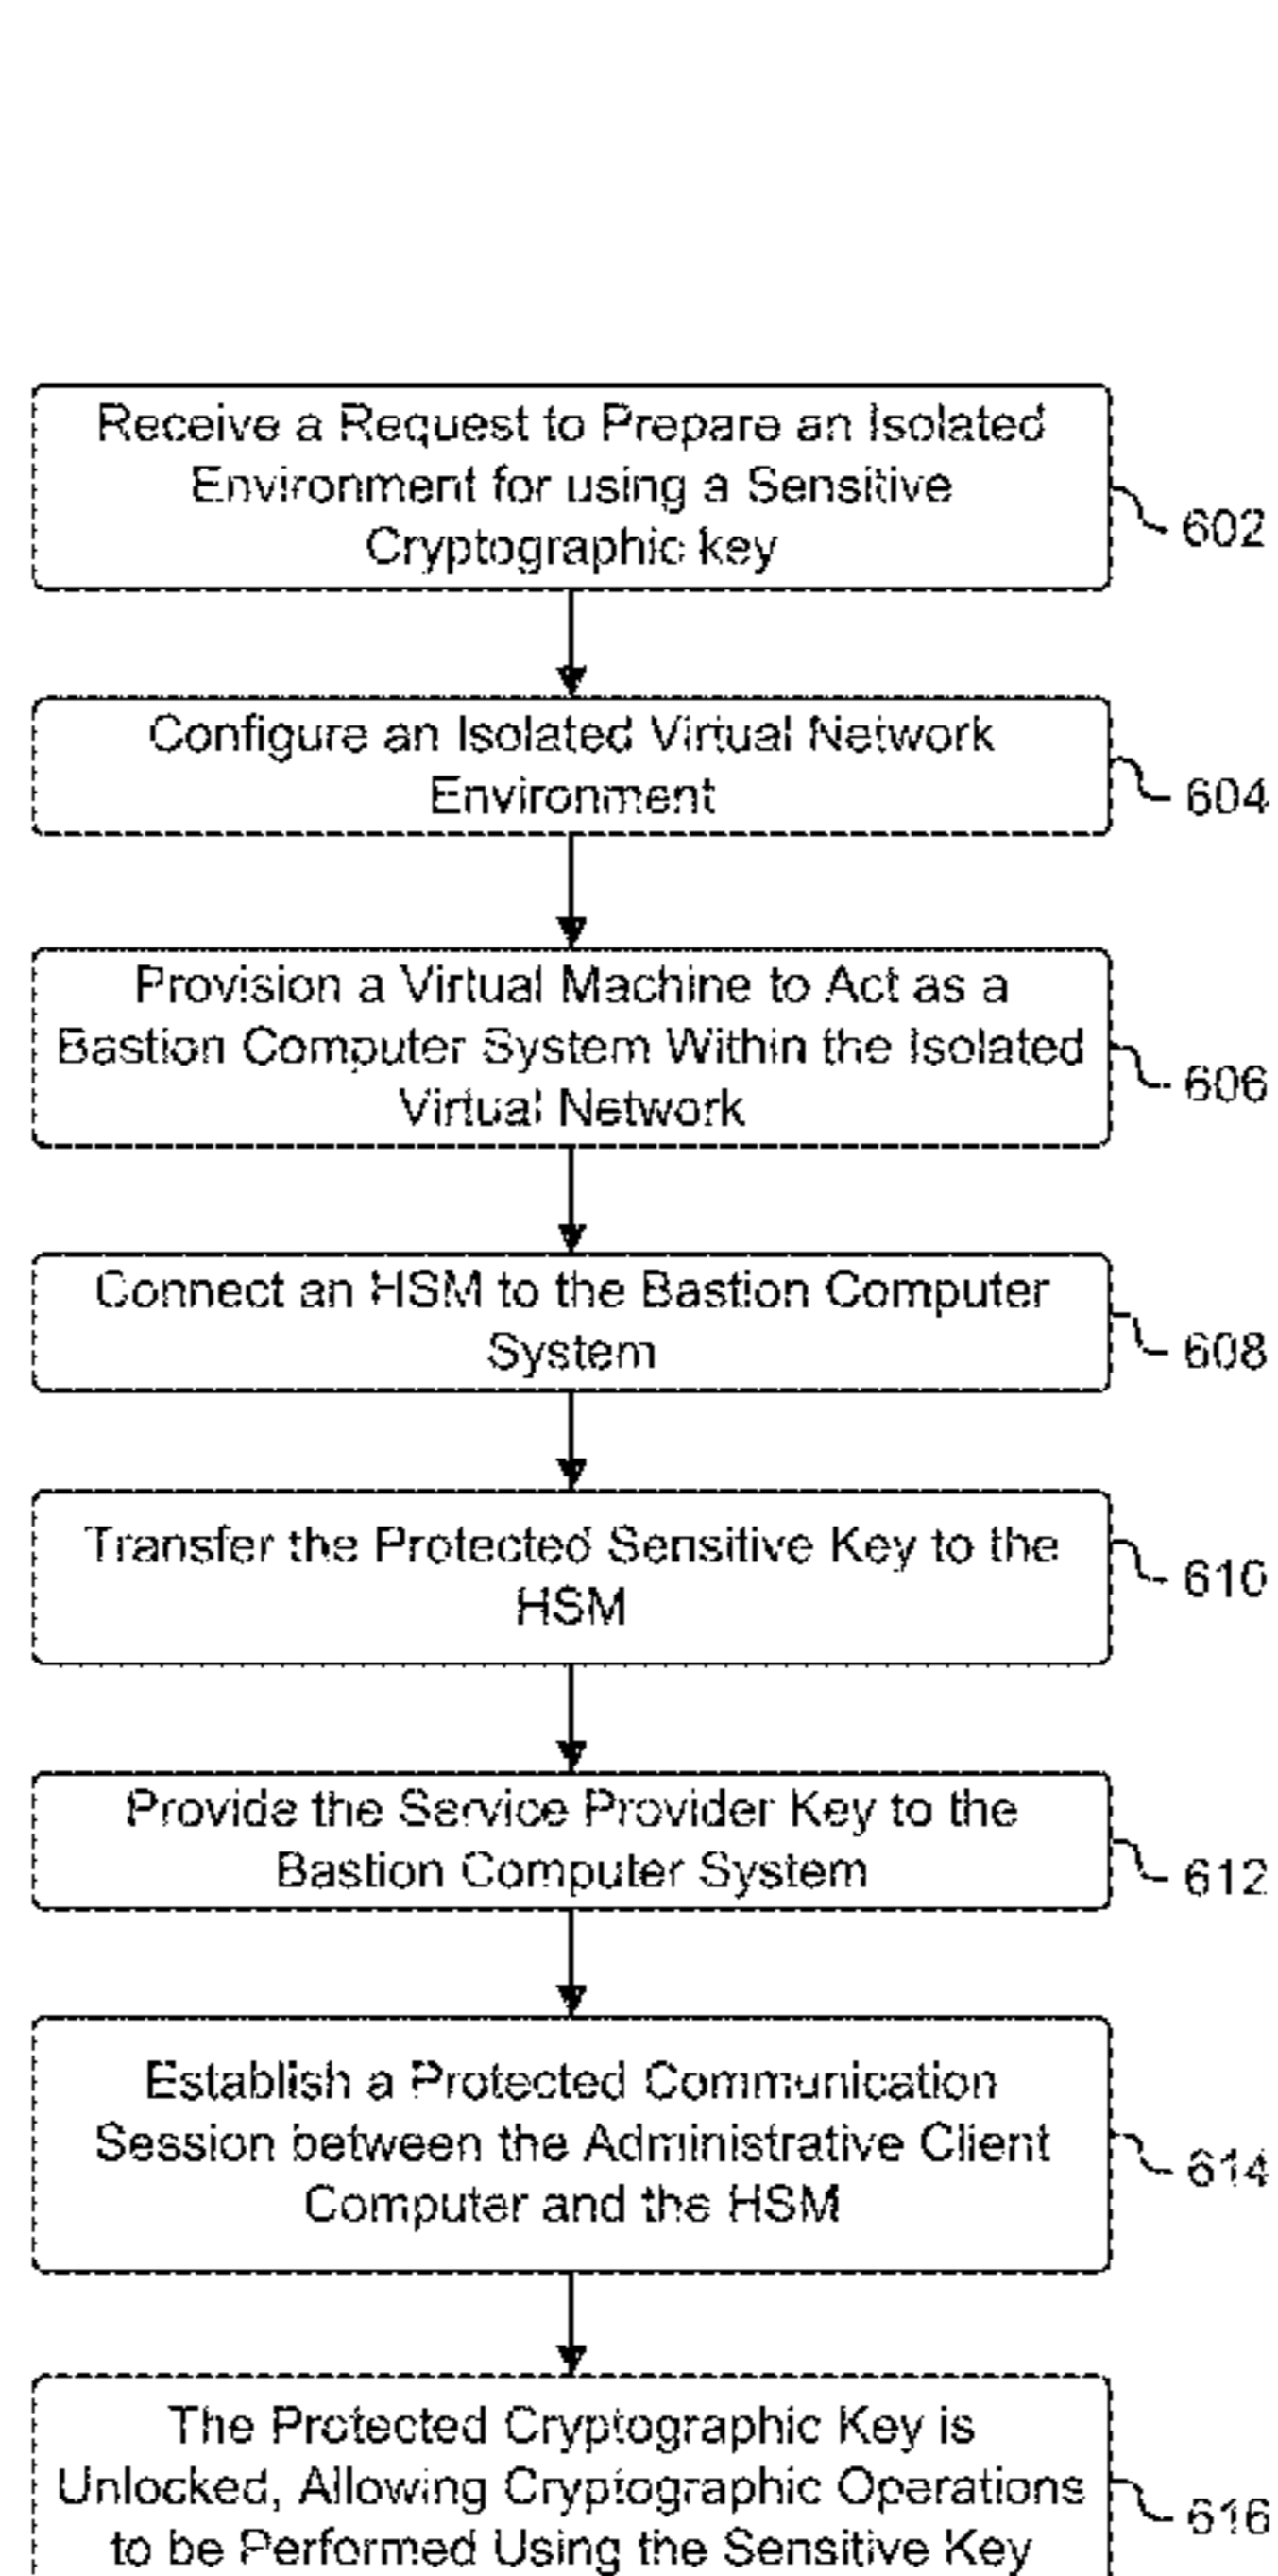 Receive a Request to Prepare an Isolated
Environment for using a Sensitive
Cryptographic key
602
Configure an Isolated Virtual Network
Environment
604
Provision a Virtual Machine to Act as a
Bastion Computer System Within the Isolated
Virtual Network
606
Connect an HSM to the Bastion Computer
System
608
Transfer the Protected Sensitive Key to the
HSM
610
Provide the Service Provider Key to the
Bastion Computer System
612
Establish a Protected Communication
Session between the Administrative Client
Computer and the HSM
614
The Protected Cryptographic Key is
Unlocked, Allowing Cryptographic Operations
to be Performed Using the Sensitive Key
616